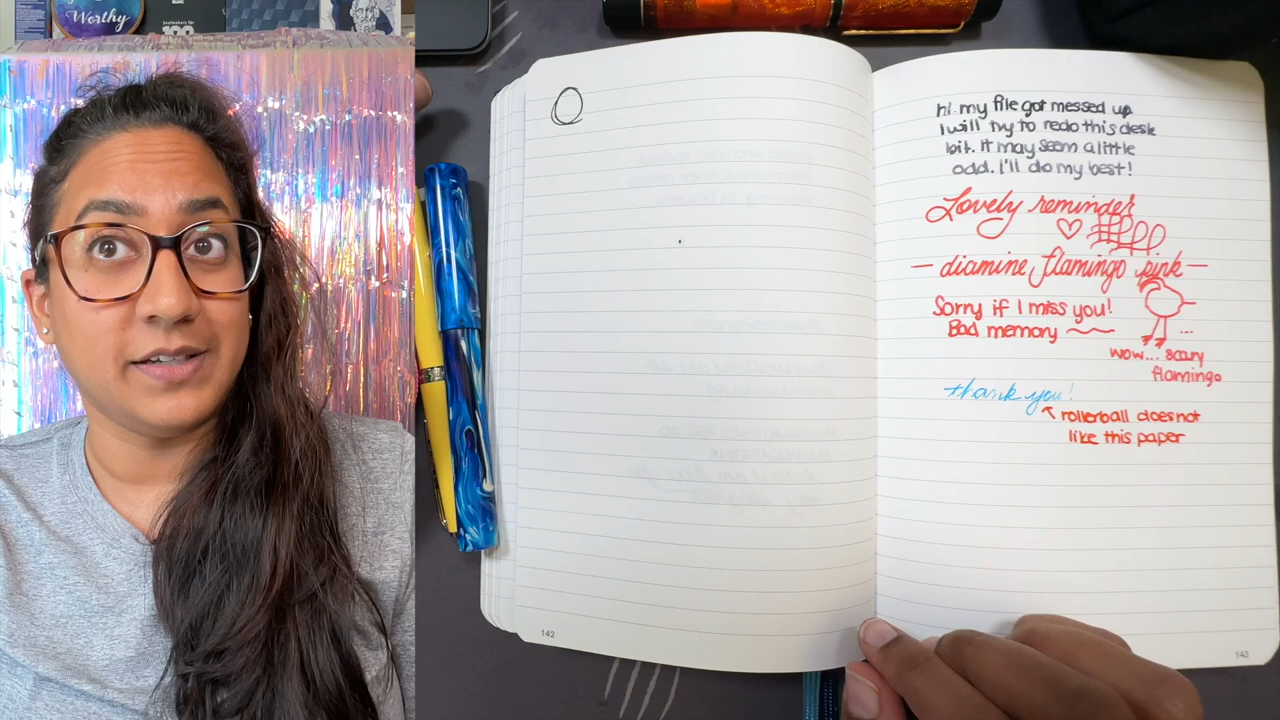 Worthy
BLANC
100
hi. my file got messed up
I will try to redo this desk
bit. It may seem a little
odd. I'll do my best!
Lovely reminder
— diamine flamingo pink —
Sorry if I miss you!
Bad memory
...
wow... scary
flamingo
thank you!
rollerball does not
like this paper
142
143